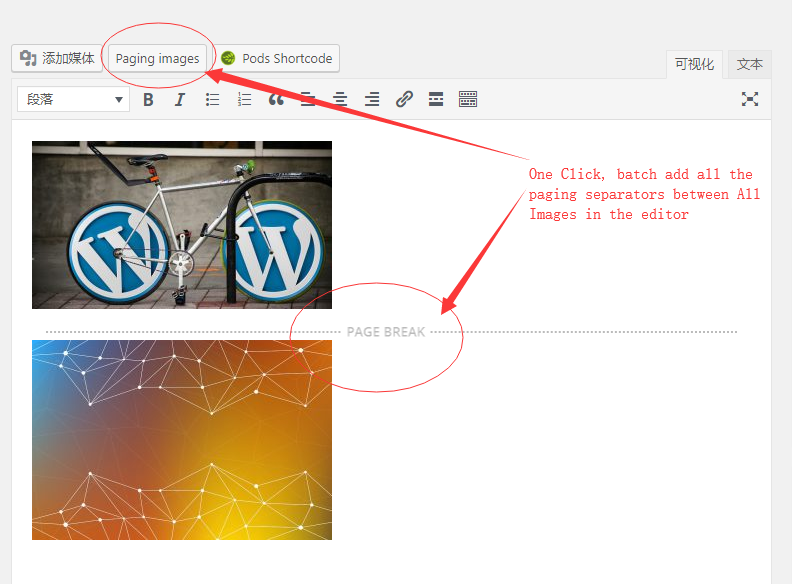 添加媒体 Paging images Pods Shortcode
可视化 文本
段落 B I
One Click, batch add all the
paging separators between All
Images in the editor
W W
PAGE BREAK